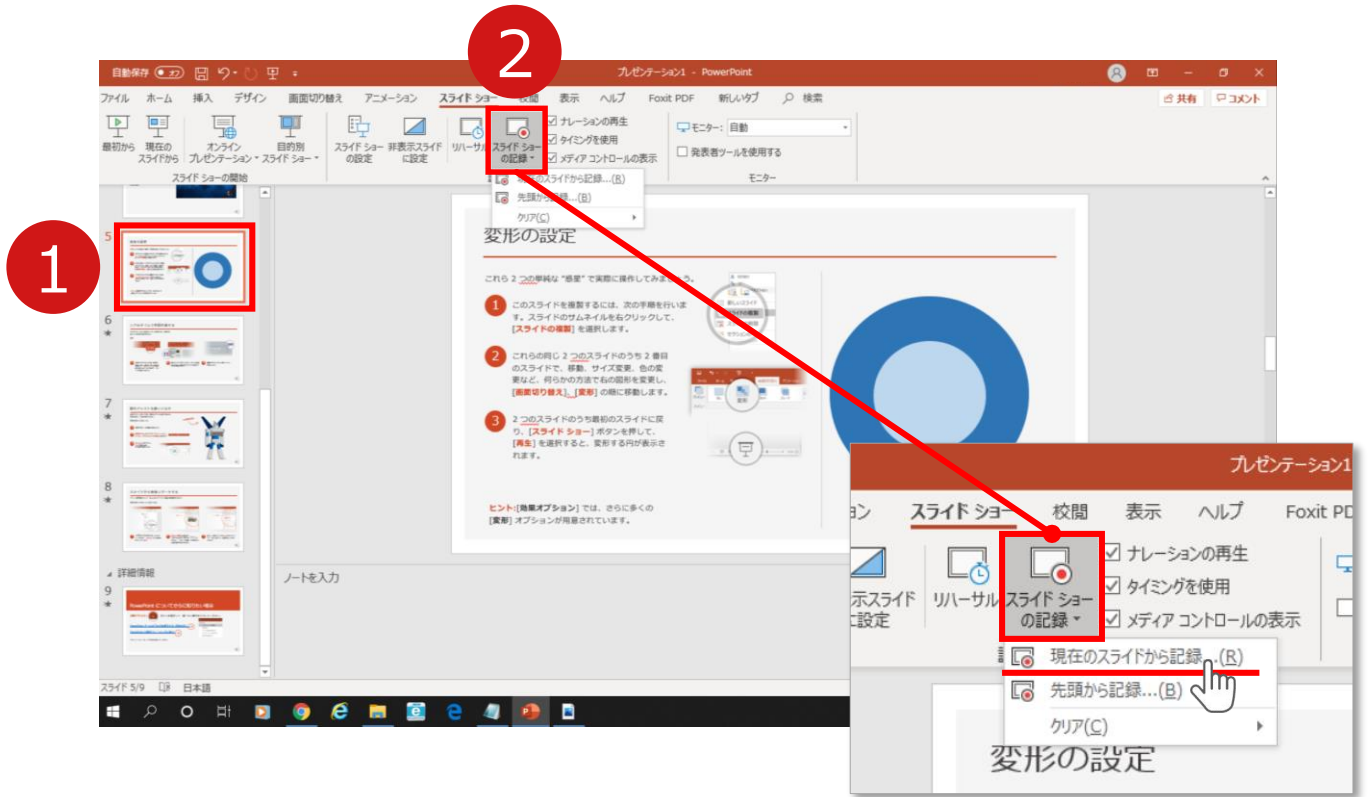 2
自動保存 オフ
プレゼンテーション1 - PowerPoint
ファイル ホーム 挿入 デザイン 画面切り替え アニメーション スライド ショー 校閲 表示 ヘルプ Foxit PDF 新しいタブ 検索
共有 コメント
最初から
現在の
スライドから
オンライン
プレゼンテーション
目的別
スライド ショー
スライド ショー
の設定
非表示スライド
に設定
リハーサル
スライド ショー
の記録
ナレーションの再生
タイミングを使用
メディア コントロールの表示
モニター: 自動
発表者ツールを使用する
スライド ショーの開始
モニター
現在のスライドから記録...(R)
先頭から記録...(B)
クリア(C)
1
5
6
7
8
詳細情報
9
変形の設定
これら 2 つの単純な "惑星" で実際に操作してみましょう。
1
このスライドを複製するには、次の手順を行いま
す。スライドのサムネイルを右クリックして、
[スライドの複製] を選択します。
2
これらの同じ 2 つのスライドのうち 2 番目
のスライドで、移動、サイズ変更、色の変
更など、何らかの方法で右の図形を変更し、
[画面切り替え]、[変形] の順に移動します。
3
2 つのスライドのうち最初のスライドに戻
り、[スライド ショー] ボタンを押して、
[再生] を選択すると、変形する円が表示さ
れます。
ヒント:[効果オプション] では、さらに多くの
[変形] オプションが用意されています。
ノートを入力
スライド 5/9 日本語
プレゼンテーション1
ョン スライド ショー 校閲 表示 ヘルプ Foxit PD
示スライド
に設定
リハーサル
スライド ショー
の記録
ナレーションの再生
タイミングを使用
メディア コントロールの表示
現在のスライドから記録...(R)
先頭から記録...(B)
クリア(C)
変形の設定